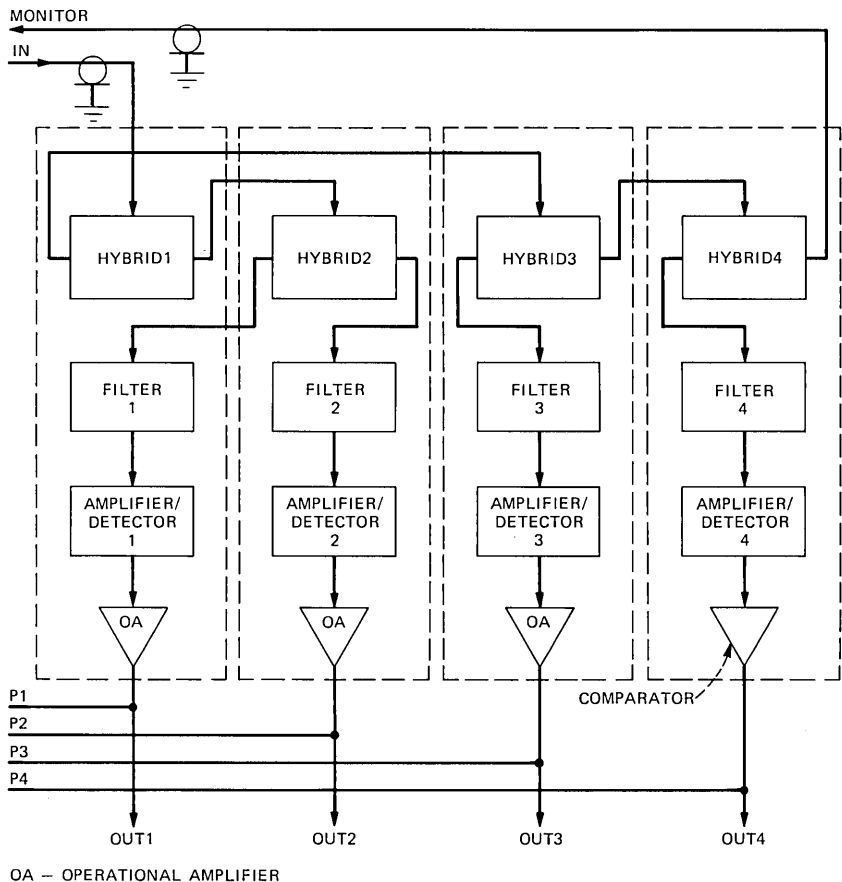 MONITOR
IN
HYBRID1
HYBRID2
HYBRID3
HYBRID4
FILTER
1
FILTER
2
FILTER
3
FILTER
4
AMPLIFIER/
DETECTOR
1
AMPLIFIER/
DETECTOR
2
AMPLIFIER/
DETECTOR
3
AMPLIFIER/
DETECTOR
4
OA
OA
OA
COMPARATOR
P1
P2
P3
P4
OUT1
OUT2
OUT3
OUT4
OA – OPERATIONAL AMPLIFIER